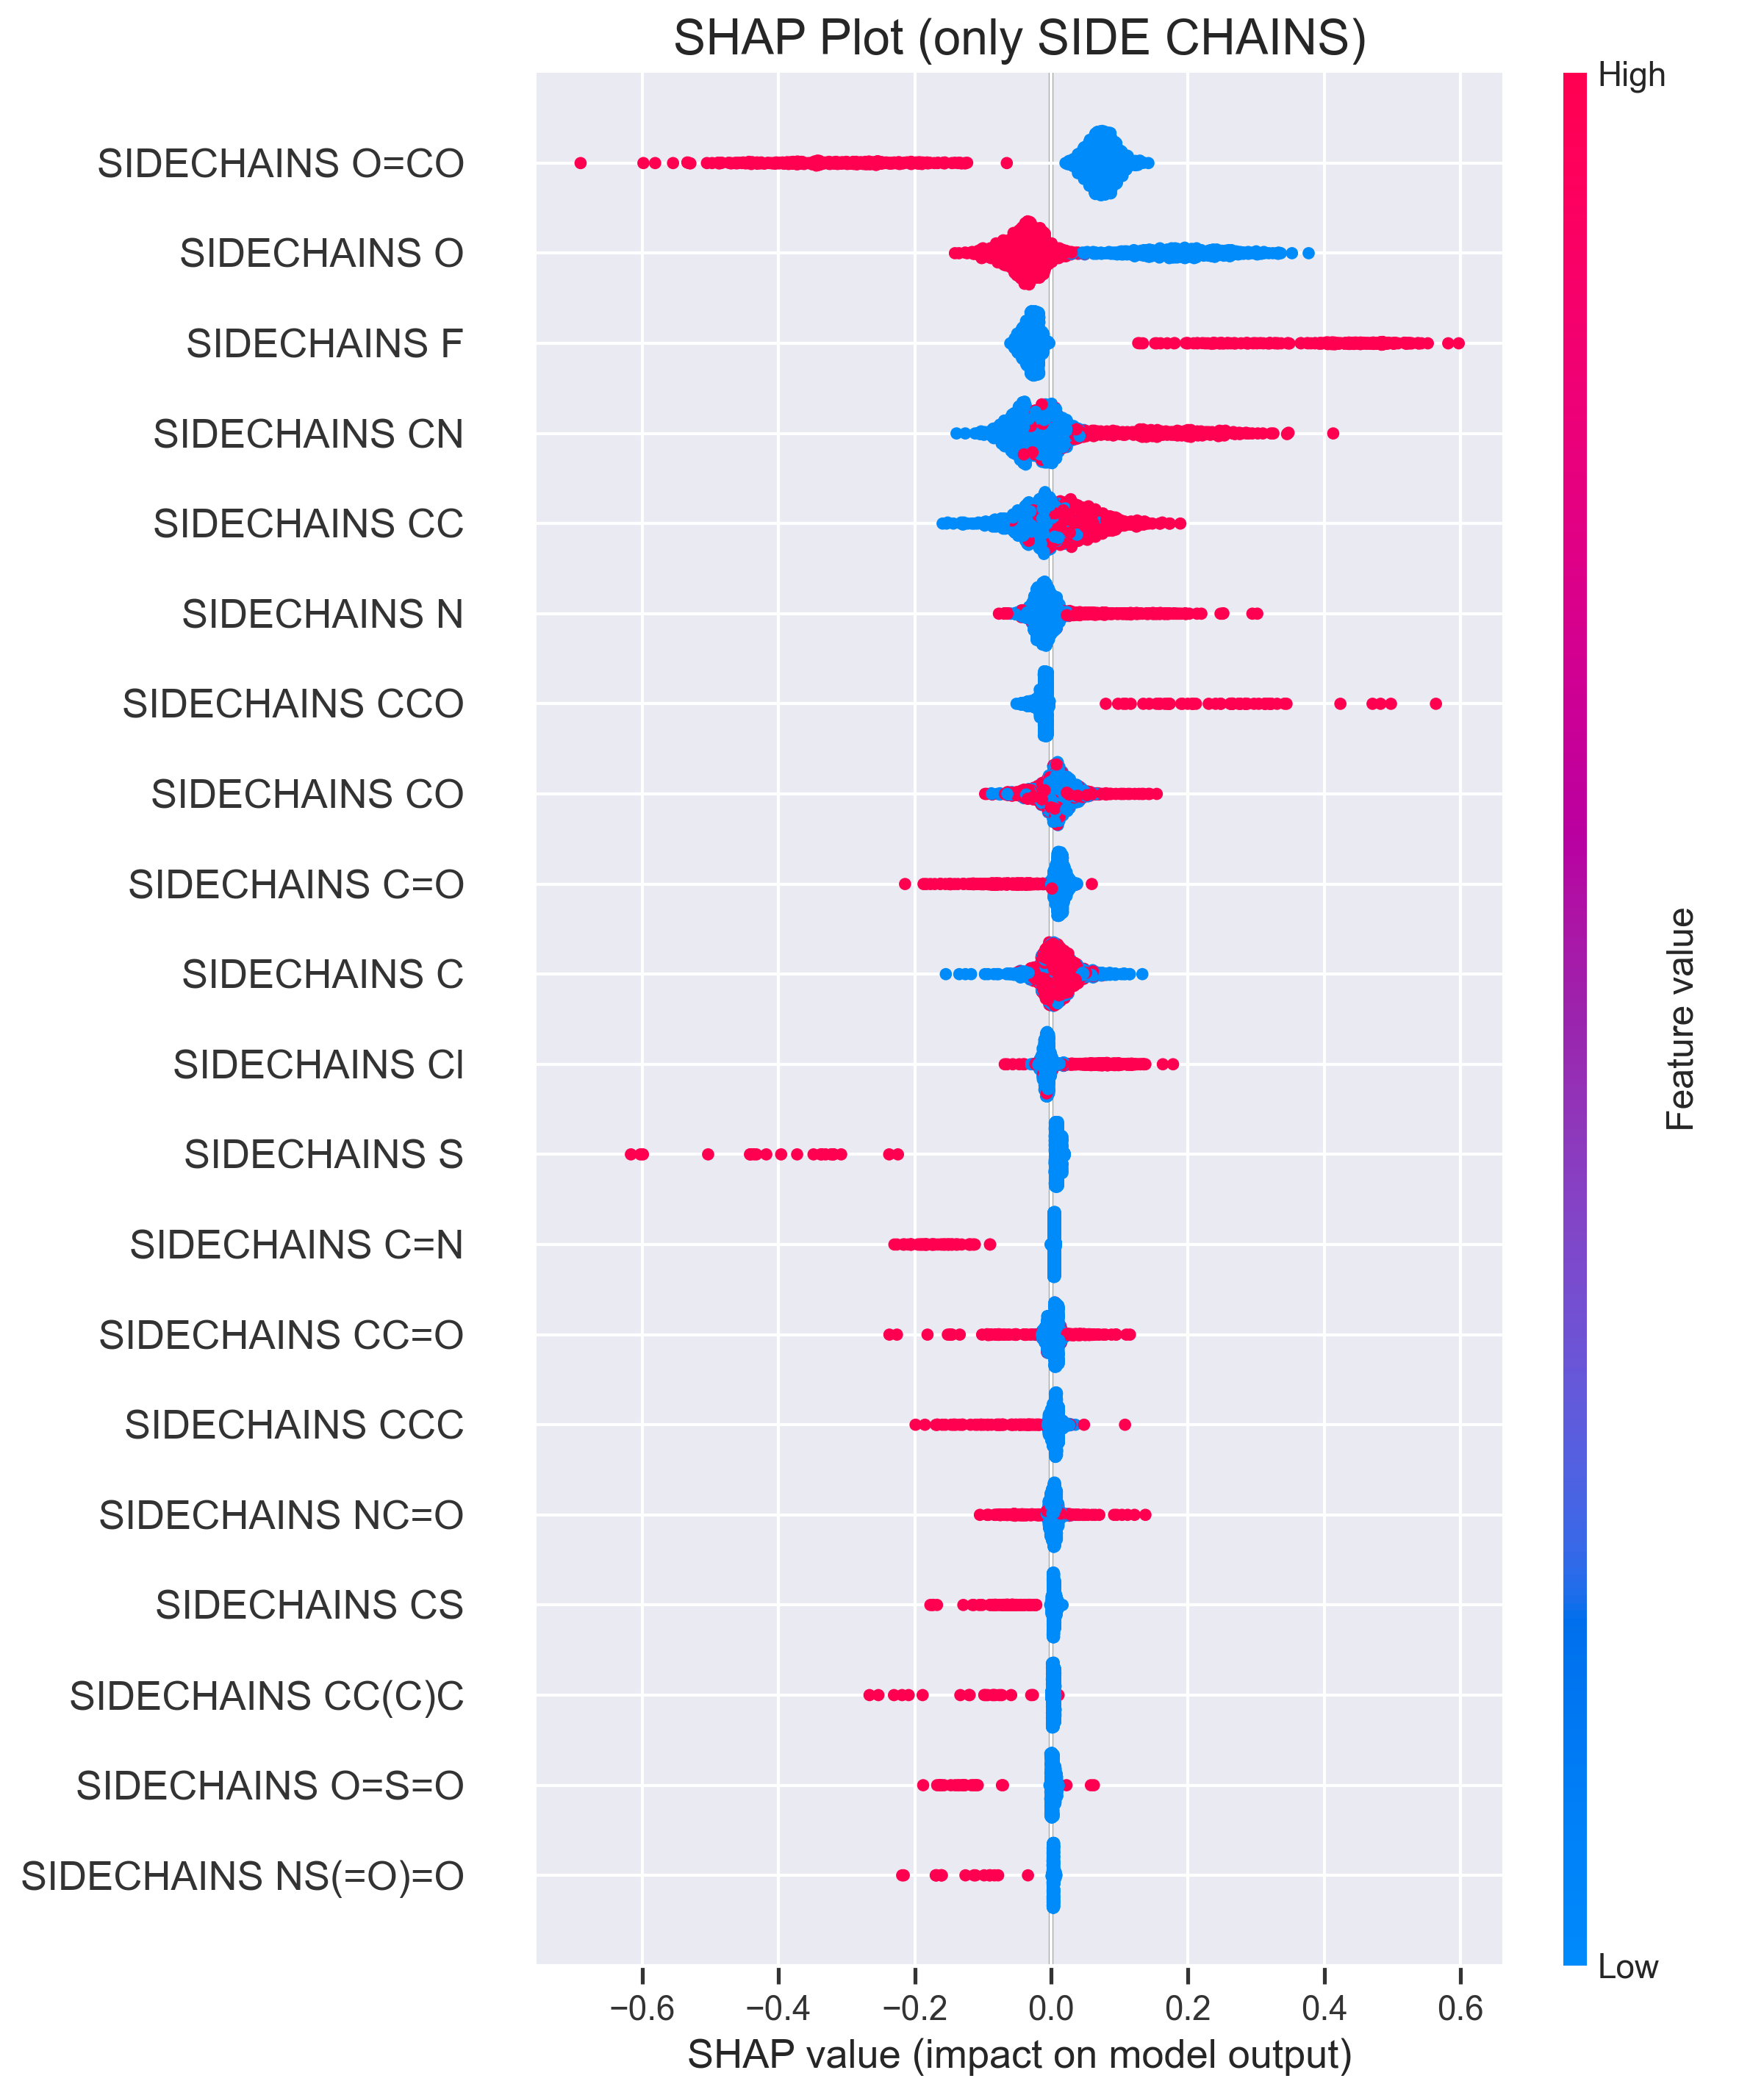 SHAP Plot (only SIDE CHAINS)
High
SIDECHAINS O=CO
SIDECHAINS O
SIDECHAINS F
SIDECHAINS CN
SIDECHAINS CC
SIDECHAINS N
SIDECHAINS CCO
SIDECHAINS CO
SIDECHAINS C=O
SIDECHAINS C
SIDECHAINS Cl
SIDECHAINS S
SIDECHAINS C=N
SIDECHAINS CC=O
SIDECHAINS CCC
SIDECHAINS NC=O
SIDECHAINS CS
SIDECHAINS CC(C)C
SIDECHAINS O=S=O
SIDECHAINS NS(=O)=O
Feature value
Low
−0.6 −0.4 −0.2 0.0 0.2 0.4 0.6
SHAP value (impact on model output)